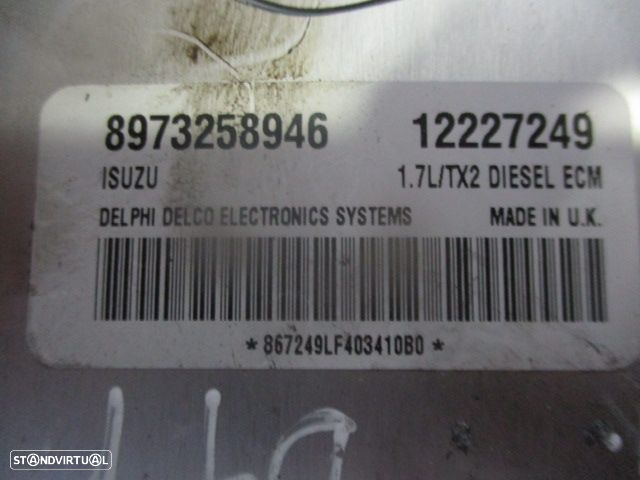 8973258946 12227249
ISUZU 1.7L/TX2 DIESEL ECM
DELPHI DELCO ELECTRONICS SYSTEMS MADE IN U.K.
*867249LF403410B0*
STANDVIRTUAL